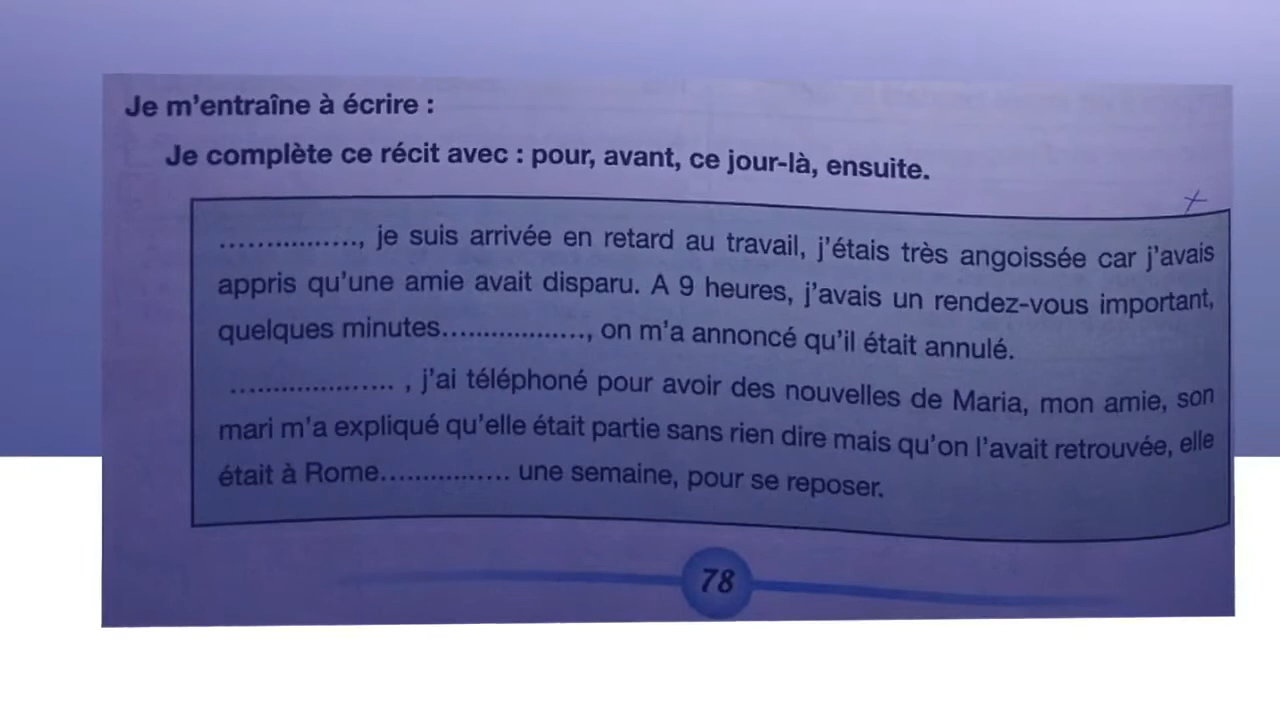 Je m'entraîne à écrire :
Je complète ce récit avec : pour, avant, ce jour-là, ensuite.
................., je suis arrivée en retard au travail, j'étais très angoissée car j'avais
appris qu'une amie avait disparu. A 9 heures, j'avais un rendez-vous important,
quelques minutes..................., on m'a annoncé qu'il était annulé.
.................... , j'ai téléphoné pour avoir des nouvelles de Maria, mon amie, son
mari m'a expliqué qu'elle était partie sans rien dire mais qu'on l'avait retrouvée, elle
était à Rome................ une semaine, pour se reposer.
78